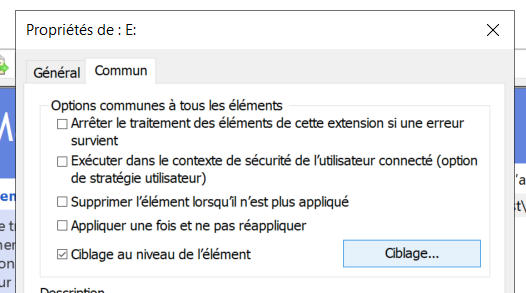 Propriétés de : E:
Général
Commun
Options communes à tous les éléments
Arrêter le traitement des éléments de cette extension si une erreur
survient
Exécuter dans le contexte de sécurité de l'utilisateur connecté (option
de stratégie utilisateur)
Supprimer l'élément lorsqu'il n'est plus appliqué
Appliquer une fois et ne pas réappliquer
Ciblage au niveau de l'élément
Ciblage...